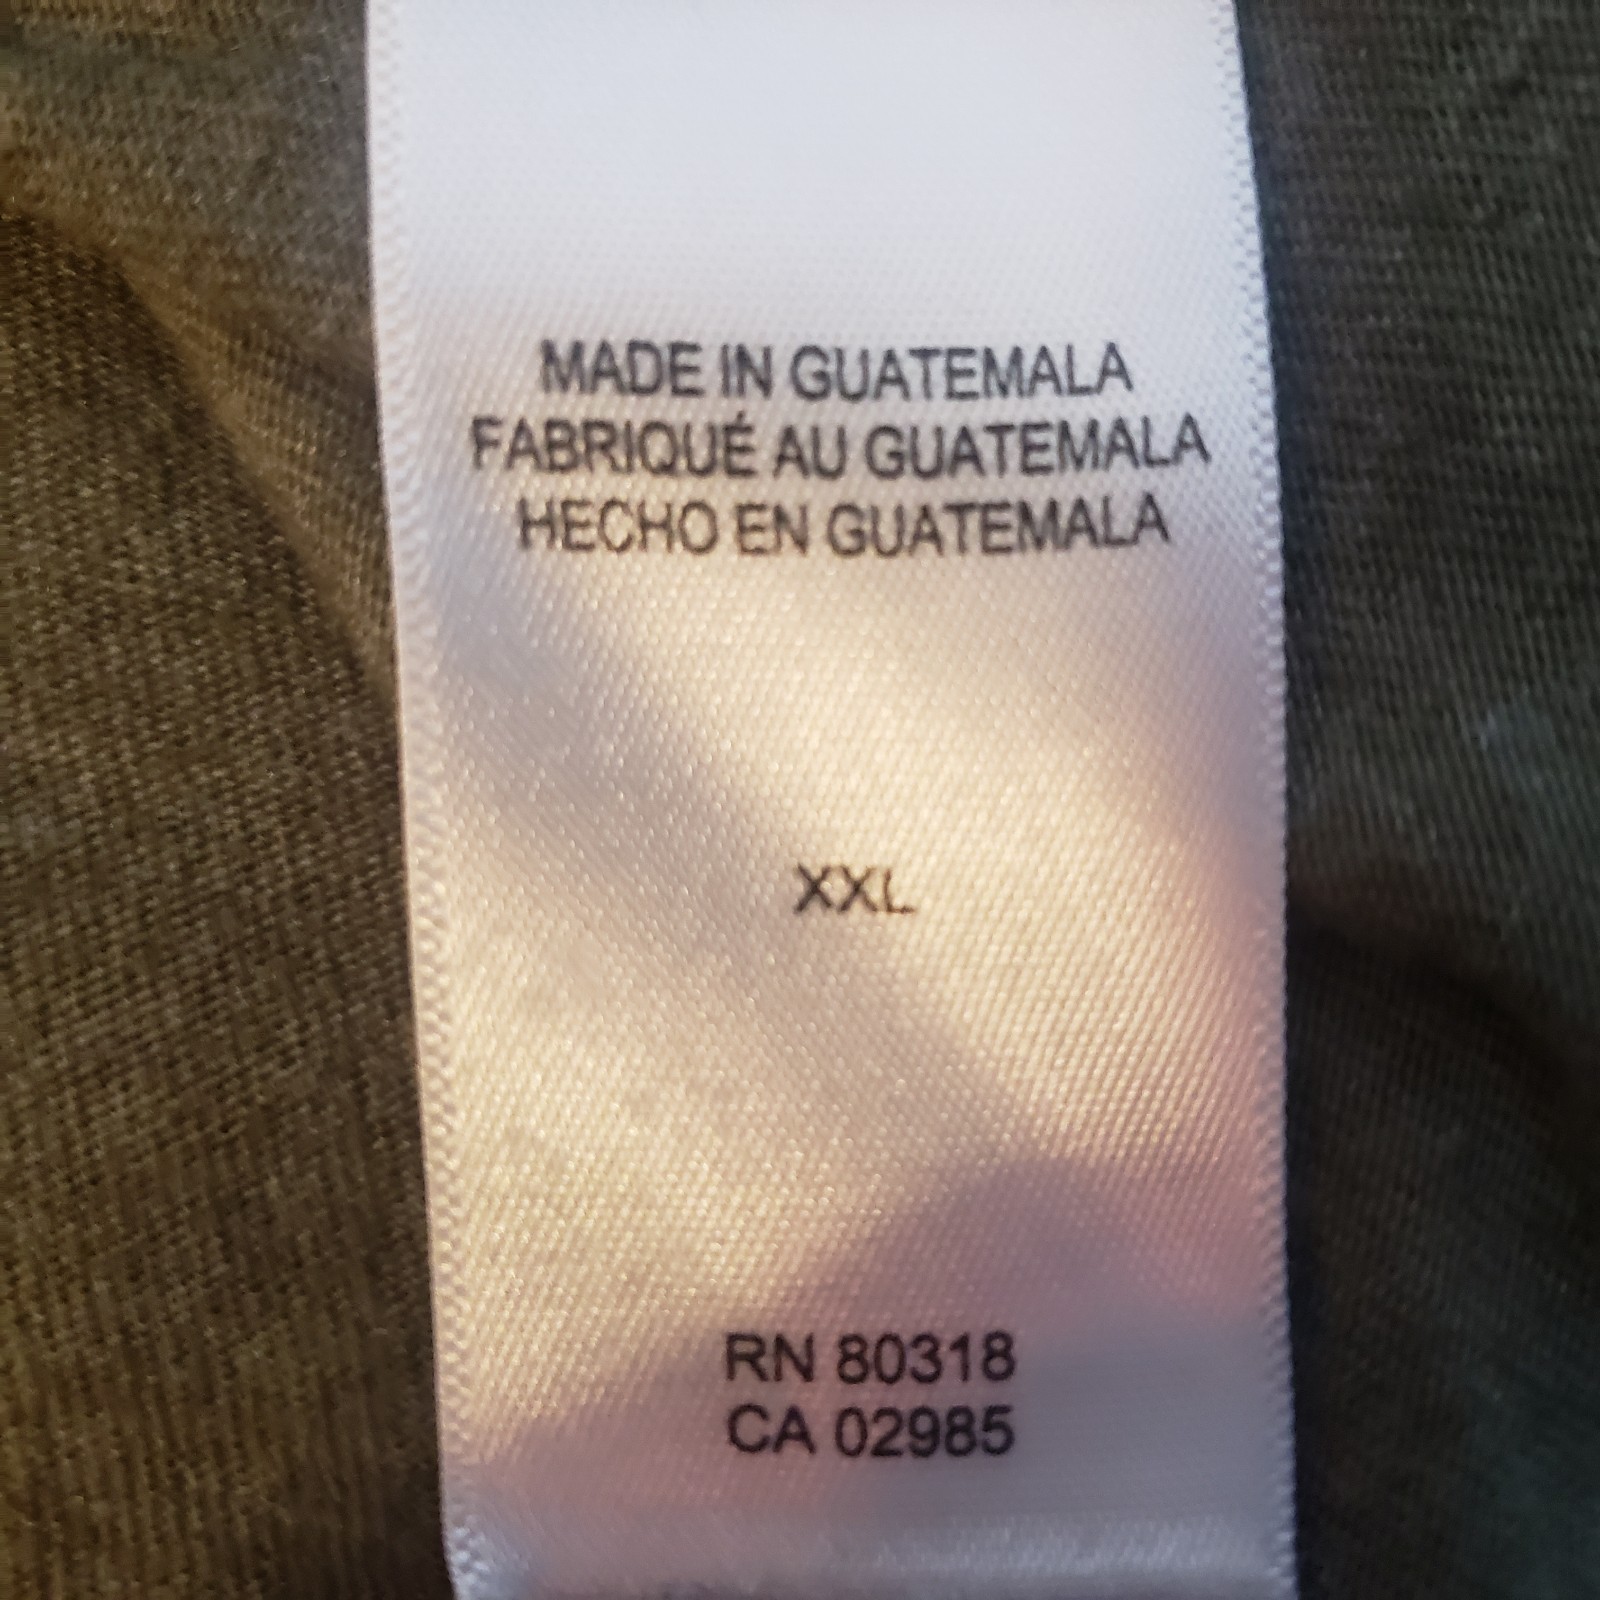 MADE IN GUATEMALA
FABRIQUÉ AU GUATEMALA
HECHO EN GUATEMALA
XXL
RN 80318
CA 02985